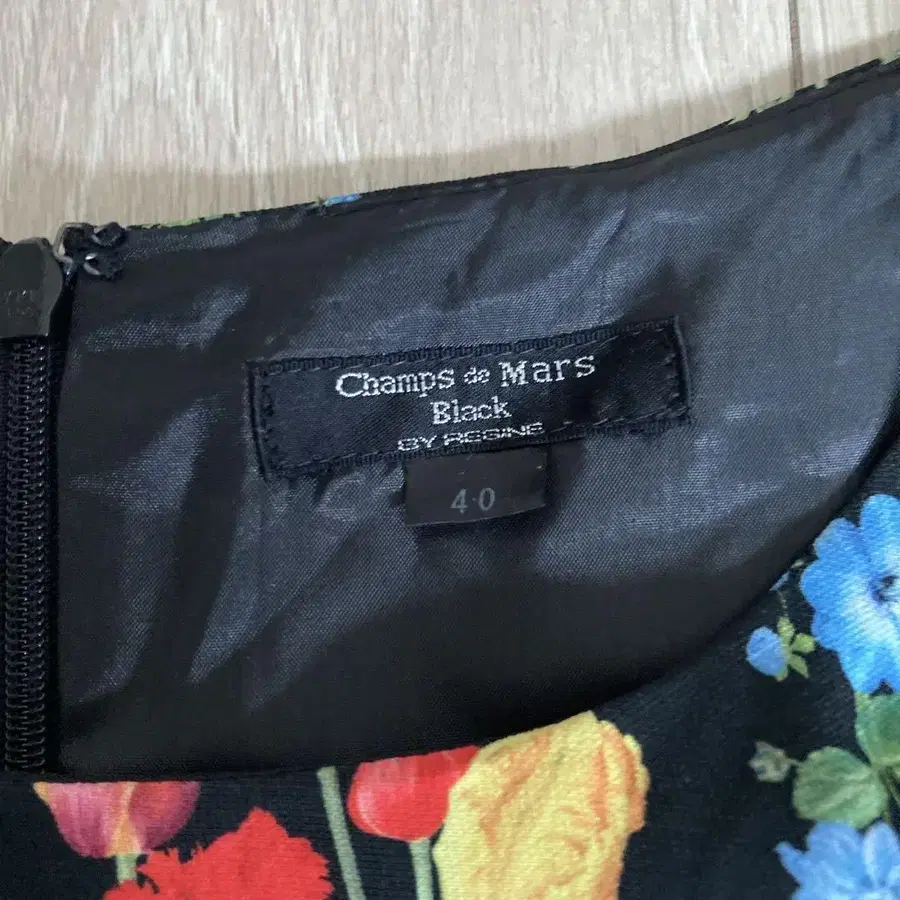 Champs de Mars
Black
BY REGINE
40